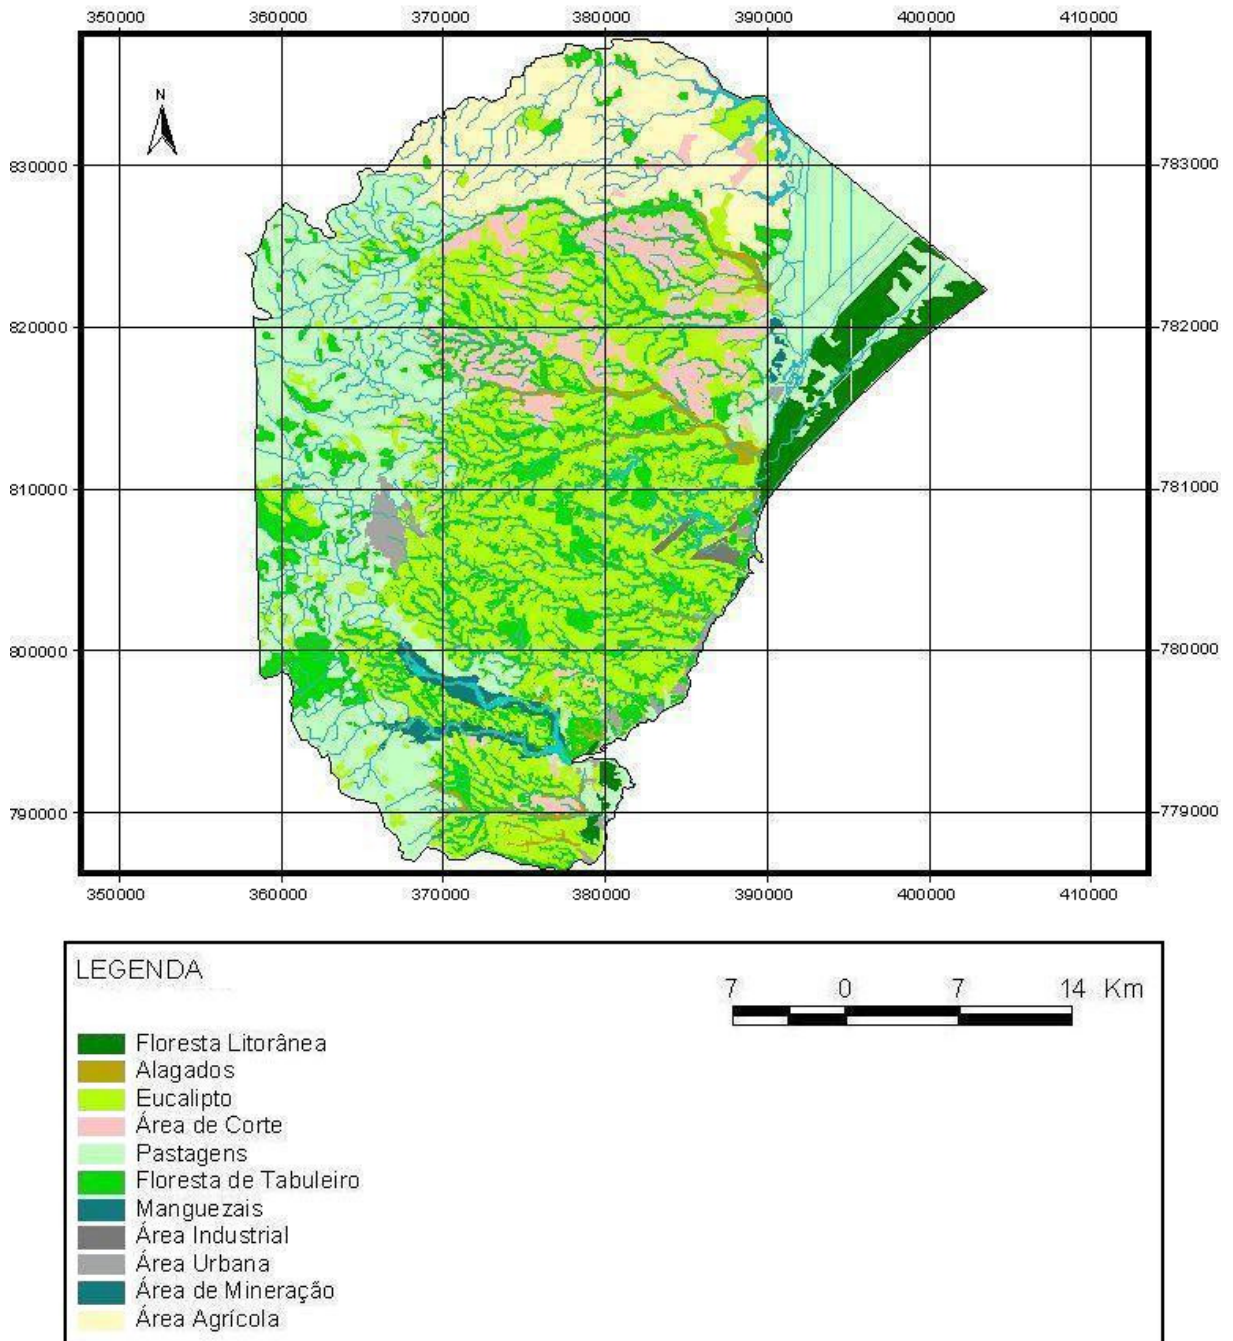 350000 360000 370000 380000 390000 400000 410000
N
830000 783000
820000 782000
810000 781000
800000 780000
790000 779000
350000 360000 370000 380000 390000 400000 410000
LEGENDA
7 0 7 14 Km
Floresta Litorânea
Alagados
Eucalipto
Área de Corte
Pastagens
Floresta de Tabuleiro
Manguezais
Área Industrial
Área Urbana
Área de Mineração
Área Agrícola